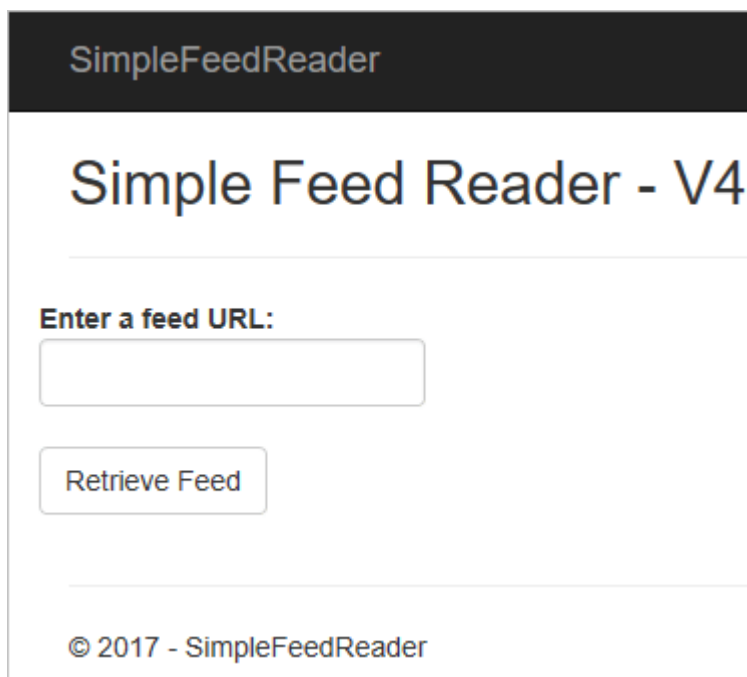 SimpleFeedReader
Simple Feed Reader - V4
Enter a feed URL:
Retrieve Feed
© 2017 - SimpleFeedReader